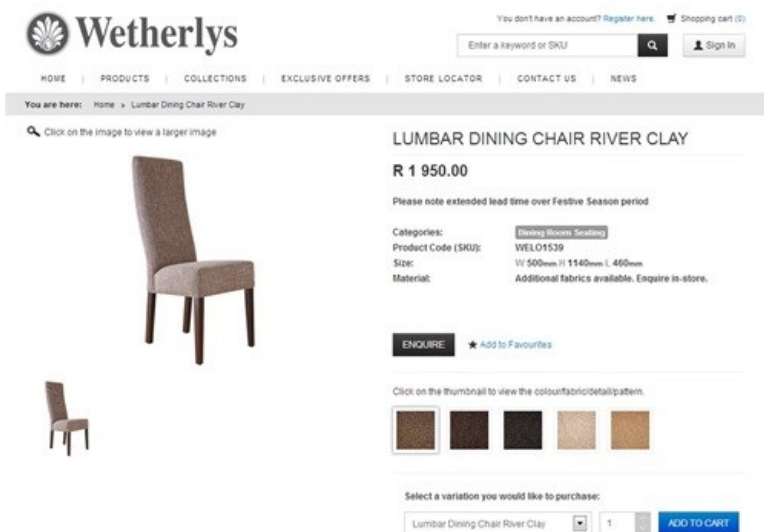 You don't have an account? Register here. Shopping cart (0)
Wetherlys
Enter a keyword or SKU
Sign In
HOME | PRODUCTS | COLLECTIONS | EXCLUSIVE OFFERS | STORE LOCATOR | CONTACT US | NEWS
You are here: Home » Lumbar Dining Chair River Clay
Click on the image to view a larger image
LUMBAR DINING CHAIR RIVER CLAY
R 1 950.00
Please note extended lead time over Festive Season period
Categories: Dining Room Seating
Product Code (SKU): WELO1539
Size: W 500mm H 1140mm L 460mm
Material: Additional fabrics available. Enquire in-store.
ENQUIRE Add to Favourites
Click on the thumbnail to view the colour/fabric/detail/pattern.
Select a variation you would like to purchase:
Lumbar Dining Chair River Clay 1 ADD TO CART